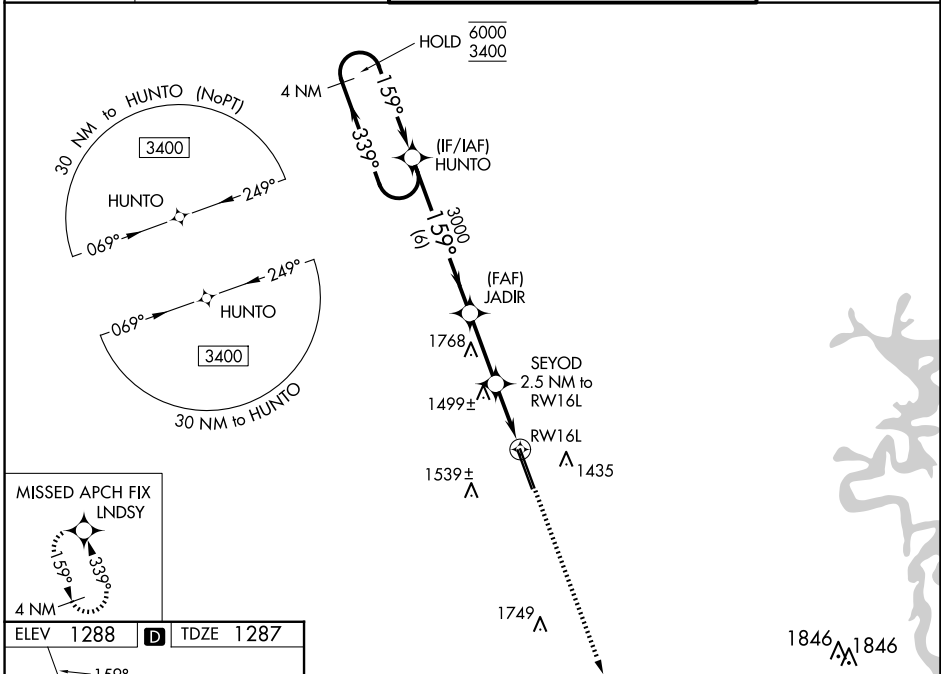 HOLD 6000
3400
4 NM
159°
339°
(IF/IAF)
HUNTO
30 NM to HUNTO (NoPT)
3400
HUNTO
249°
069°
3000
159°
(6)
249°
069°
HUNTO
3400
30 NM to HUNTO
(FAF)
JADIR
1768
SEYOD
2.5 NM to
RW16L
1499±
RW16L
1435
1539±
MISSED APCH FIX
LNDSY
159°
339°
4 NM
1749
1846 1846
ELEV 1288 D TDZE 1287
159°